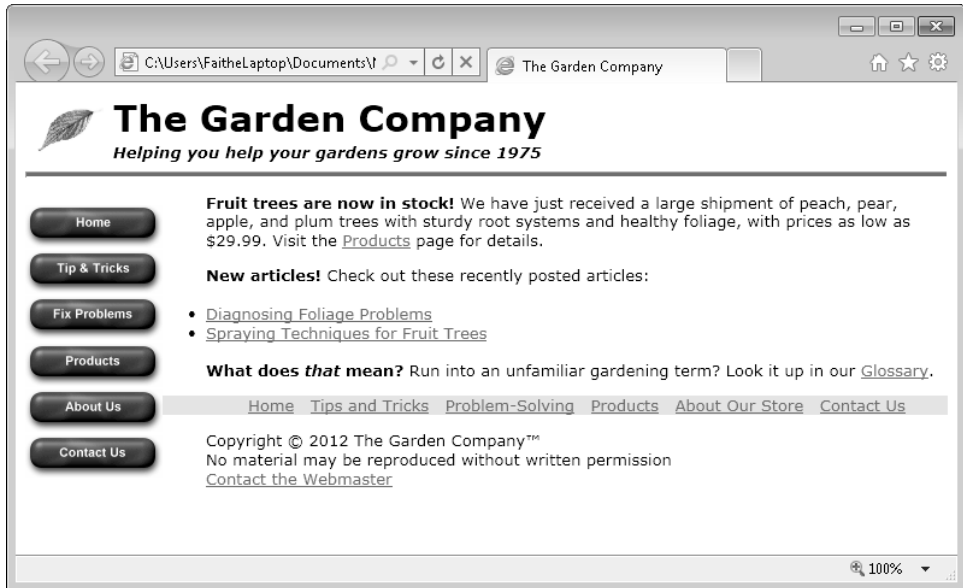 C:\Users\FaitheLaptop\Documents\
The Garden Company
The Garden Company
Helping you help your gardens grow since 1975
Home
Tip & Tricks
Fix Problems
Products
About Us
Contact Us
Fruit trees are now in stock! We have just received a large shipment of peach, pear,
apple, and plum trees with sturdy root systems and healthy foliage, with prices as low as
$29.99. Visit the Products page for details.
New articles! Check out these recently posted articles:
• Diagnosing Foliage Problems
• Spraying Techniques for Fruit Trees
What does that mean? Run into an unfamiliar gardening term? Look it up in our Glossary.
Home Tips and Tricks Problem-Solving Products About Our Store Contact Us
Copyright © 2012 The Garden Company™
No material may be reproduced without written permission
Contact the Webmaster
100%